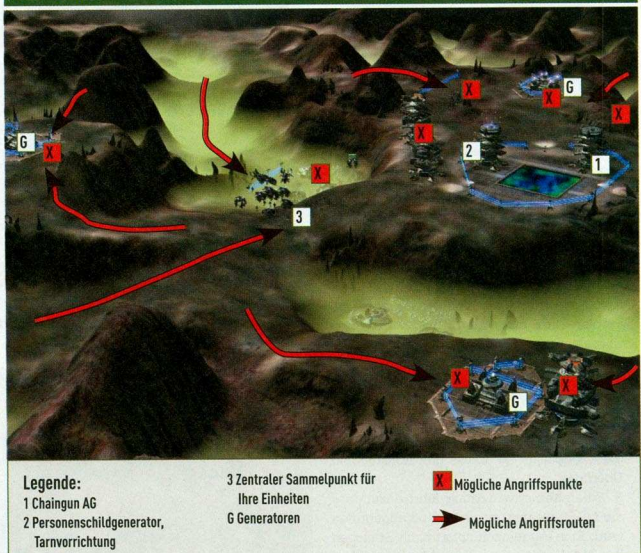 G
X
X
X
X
X
G
X
2
1
3
X
G
X
Legende:
1 Chaingun AG
2 Personenschildgenerator,
Tarnvorrichtung
3 Zentraler Sammelpunkt für
Ihre Einheiten
G Generatoren
X Mögliche Angriffspunkte
Mögliche Angriffsrouten